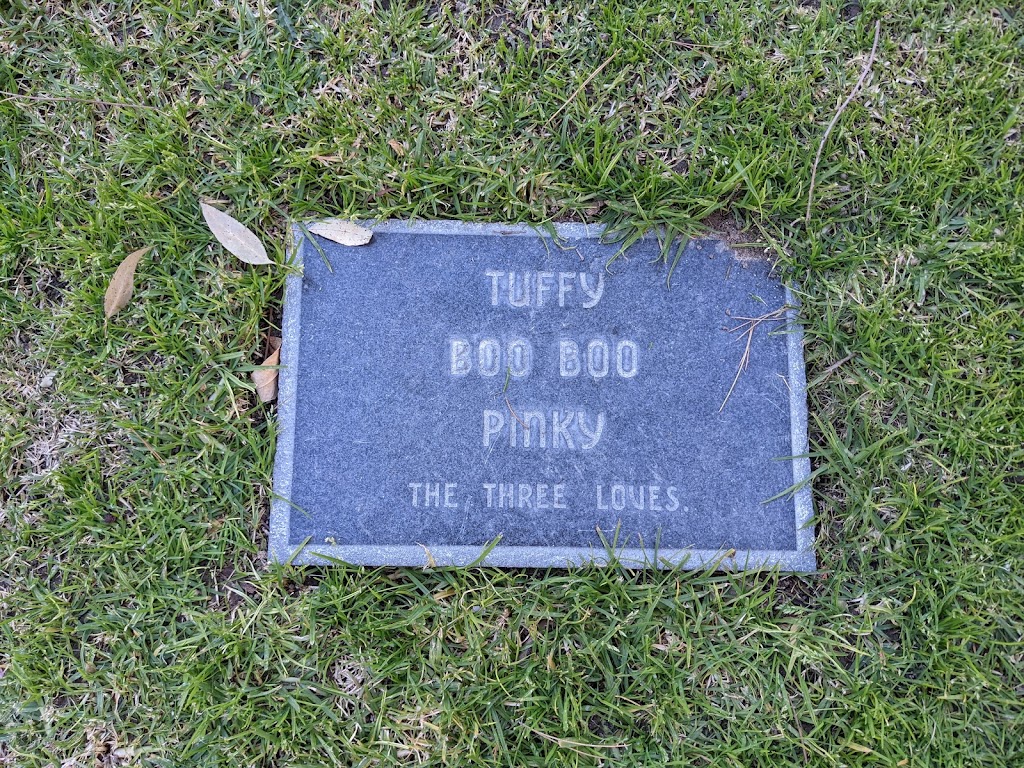 TUFFY
BOO BOO
PINKY
THE THREE LOVES.